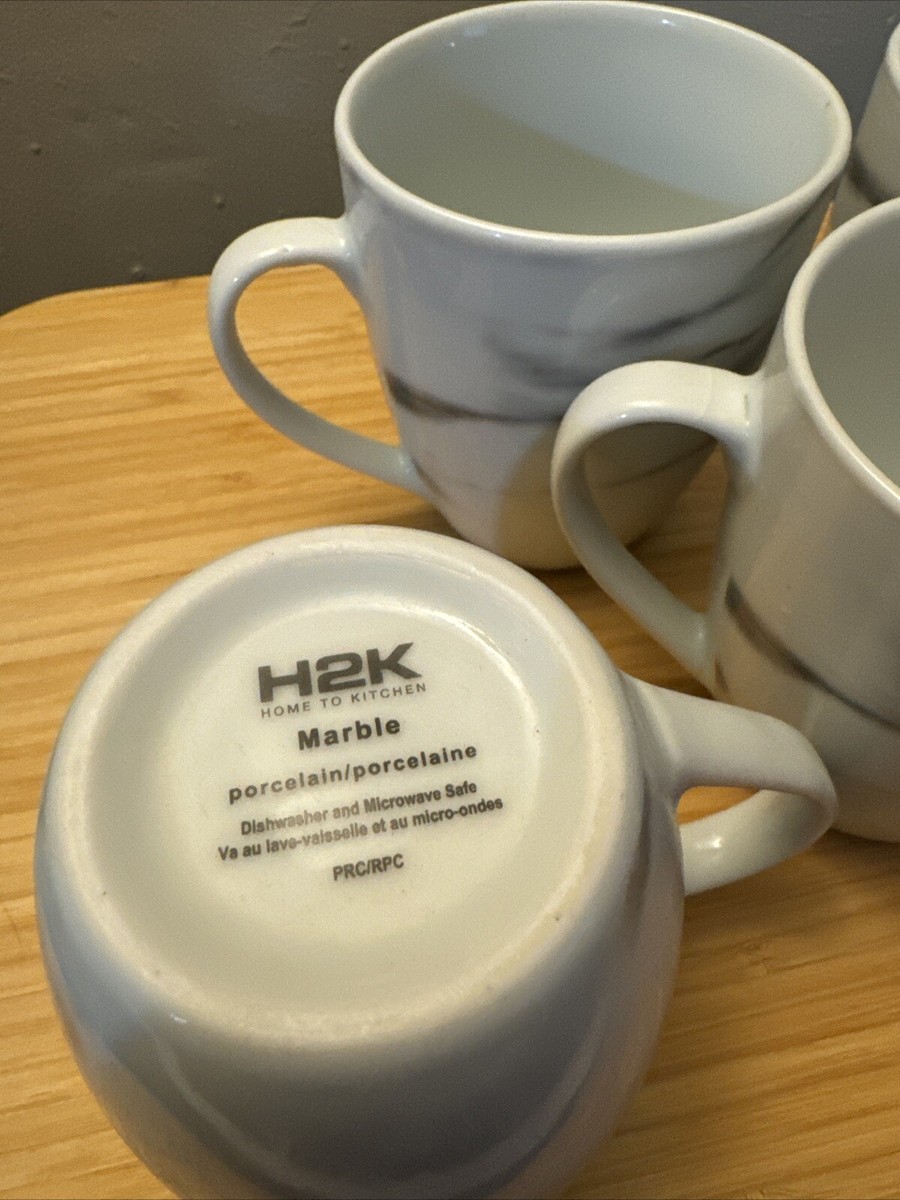 H2K
HOME TO KITCHEN
Marble
porcelain/porcelaine
Dishwasher and Microwave Safe
Va au lave-vaisselle et au micro-ondes
PRC/RPC